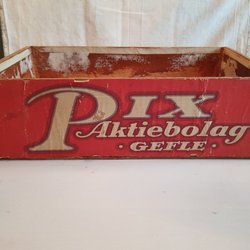 PIX
Aktiebolag
· GEFLE ·